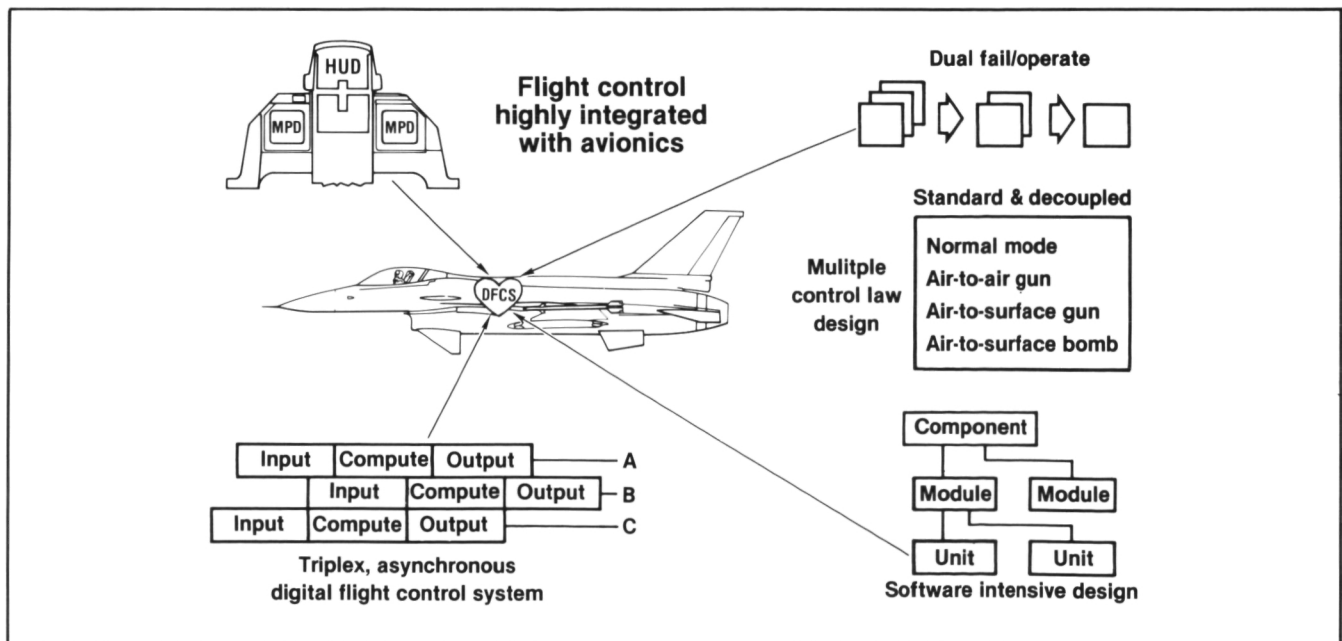 HUD
MPD
MPD
Flight control
highly integrated
with avionics
Dual fail/operate
DFCS
Standard & decoupled
Mulitple
control law
design
Normal mode
Air-to-air gun
Air-to-surface gun
Air-to-surface bomb
Input Compute Output A
Input Compute Output B
Input Compute Output C
Triplex, asynchronous
digital flight control system
Component
Module Module
Unit Unit
Software intensive design